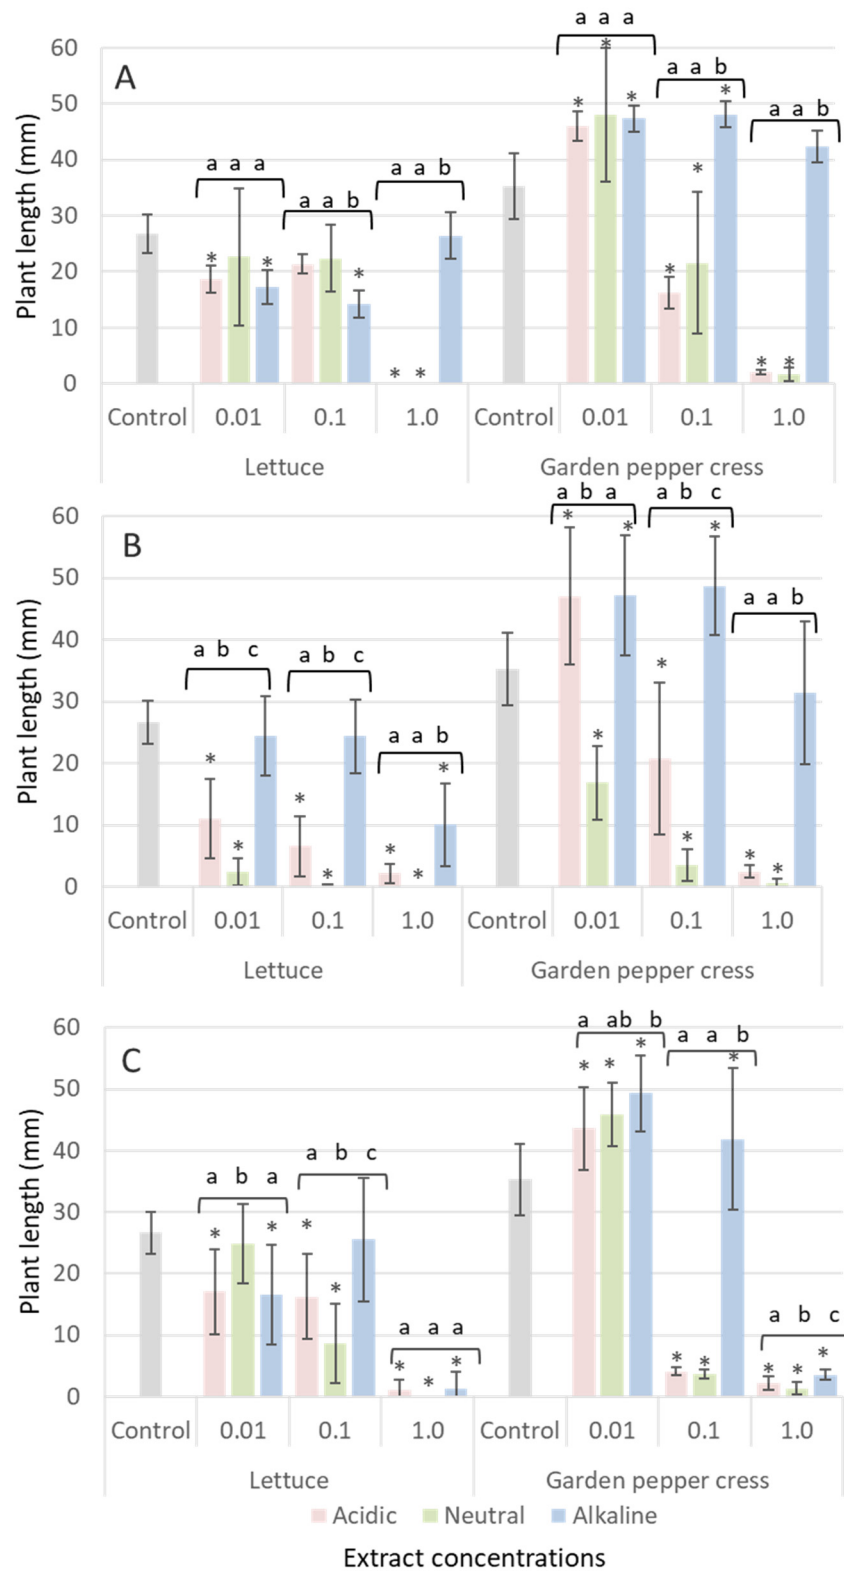 a a a
60
A
*
a a b
50
* *
*
a a b
40
a a a
a a b
*
30
a a b
20
* *
*
*
10
* *
* *
0
Plant length (mm)
Control 0.01 0.1 1.0 Control 0.01 0.1 1.0
Lettuce Garden pepper cress
a b a
a b c
60
B
* * *
50
40
a b c
a b c
a a b
*
30
a a b
20
*
*
*
*
10
*
*
*
*
*
* *
*
0
Plant length (mm)
Control 0.01 0.1 1.0 Control 0.01 0.1 1.0
Lettuce Garden pepper cress
a ab b
a a b
60
C
* * *
*
50
40
a b a
a b c
30
* *
*
20
*
a a a
10
a b c
* * *
* *
* * *
0
Plant length (mm)
Control 0.01 0.1 1.0 Control 0.01 0.1 1.0
Lettuce Garden pepper cress
Acidic Neutral Alkaline
Extract concentrations